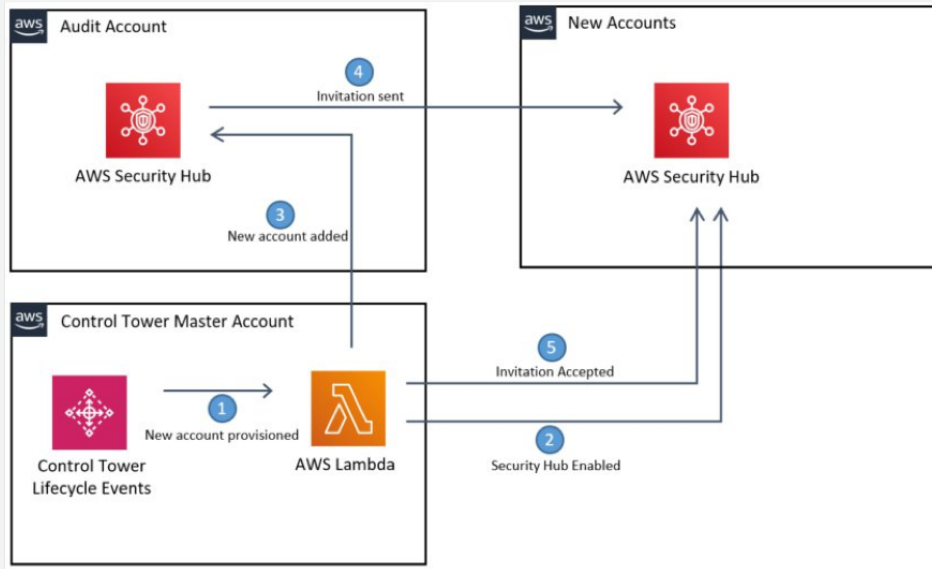 aws
Audit Account
aws
New Accounts
4
Invitation sent
AWS Security Hub
AWS Security Hub
3
New account added
aws
Control Tower Master Account
5
Invitation Accepted
1
New account provisioned
2
Security Hub Enabled
Control Tower
Lifecycle Events
AWS Lambda